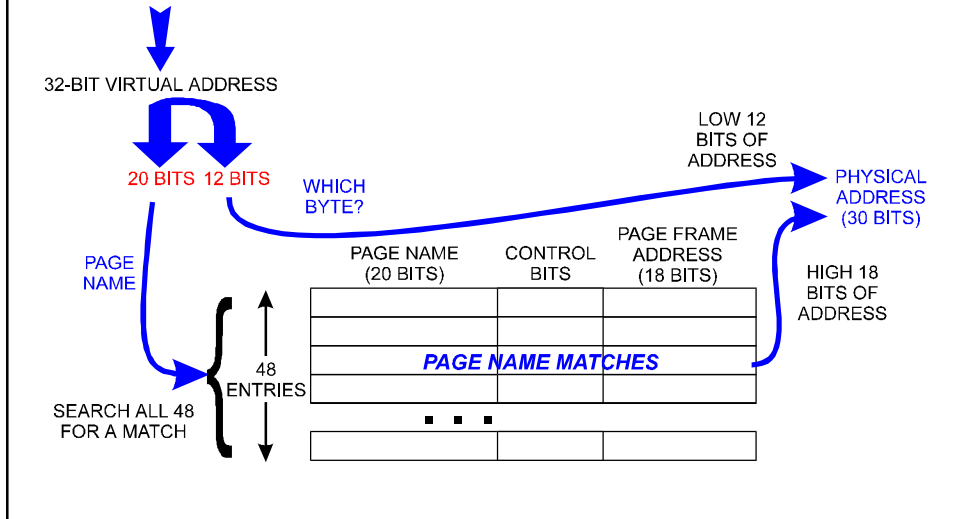 32-BIT VIRTUAL ADDRESS
20 BITS 12 BITS
WHICH
BYTE?
LOW 12
BITS OF
ADDRESS
PHYSICAL
ADDRESS
(30 BITS)
PAGE
NAME
PAGE NAME
(20 BITS)
CONTROL
BITS
PAGE FRAME
ADDRESS
(18 BITS)
HIGH 18
BITS OF
ADDRESS
PAGE NAME MATCHES
48
ENTRIES
SEARCH ALL 48
FOR A MATCH